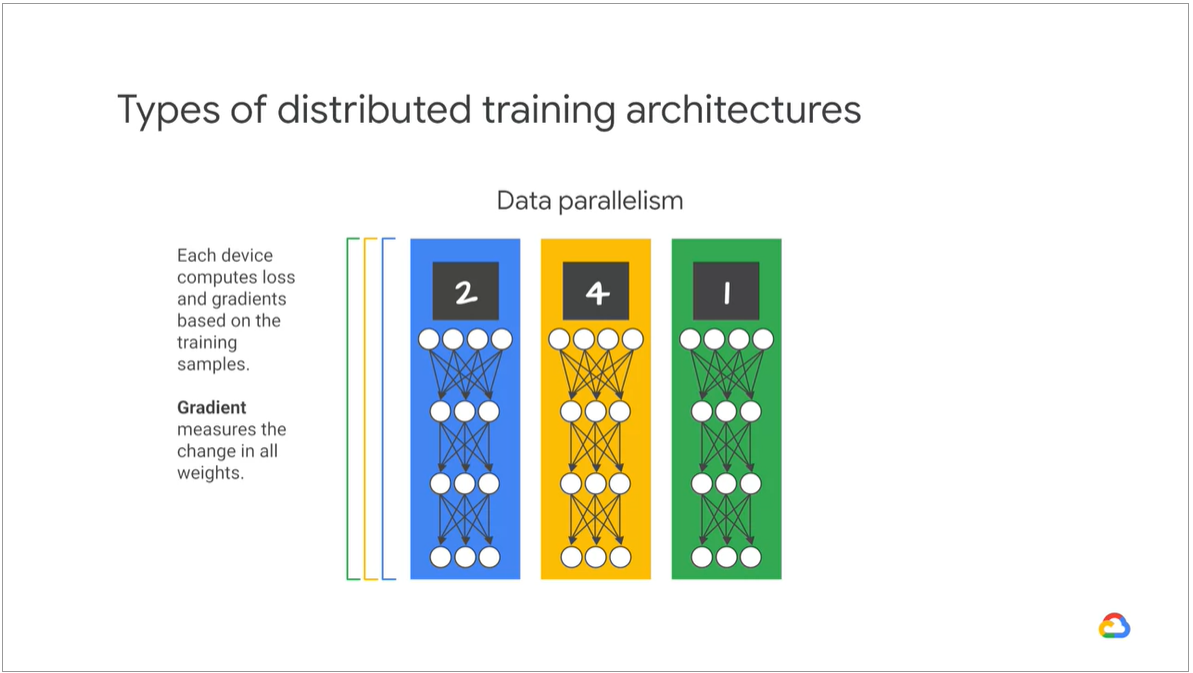 Types of distributed training architectures
Data parallelism
Each device
computes loss
and gradients
based on the
training
samples.
Gradient
measures the
change in all
weights.
2
4
1